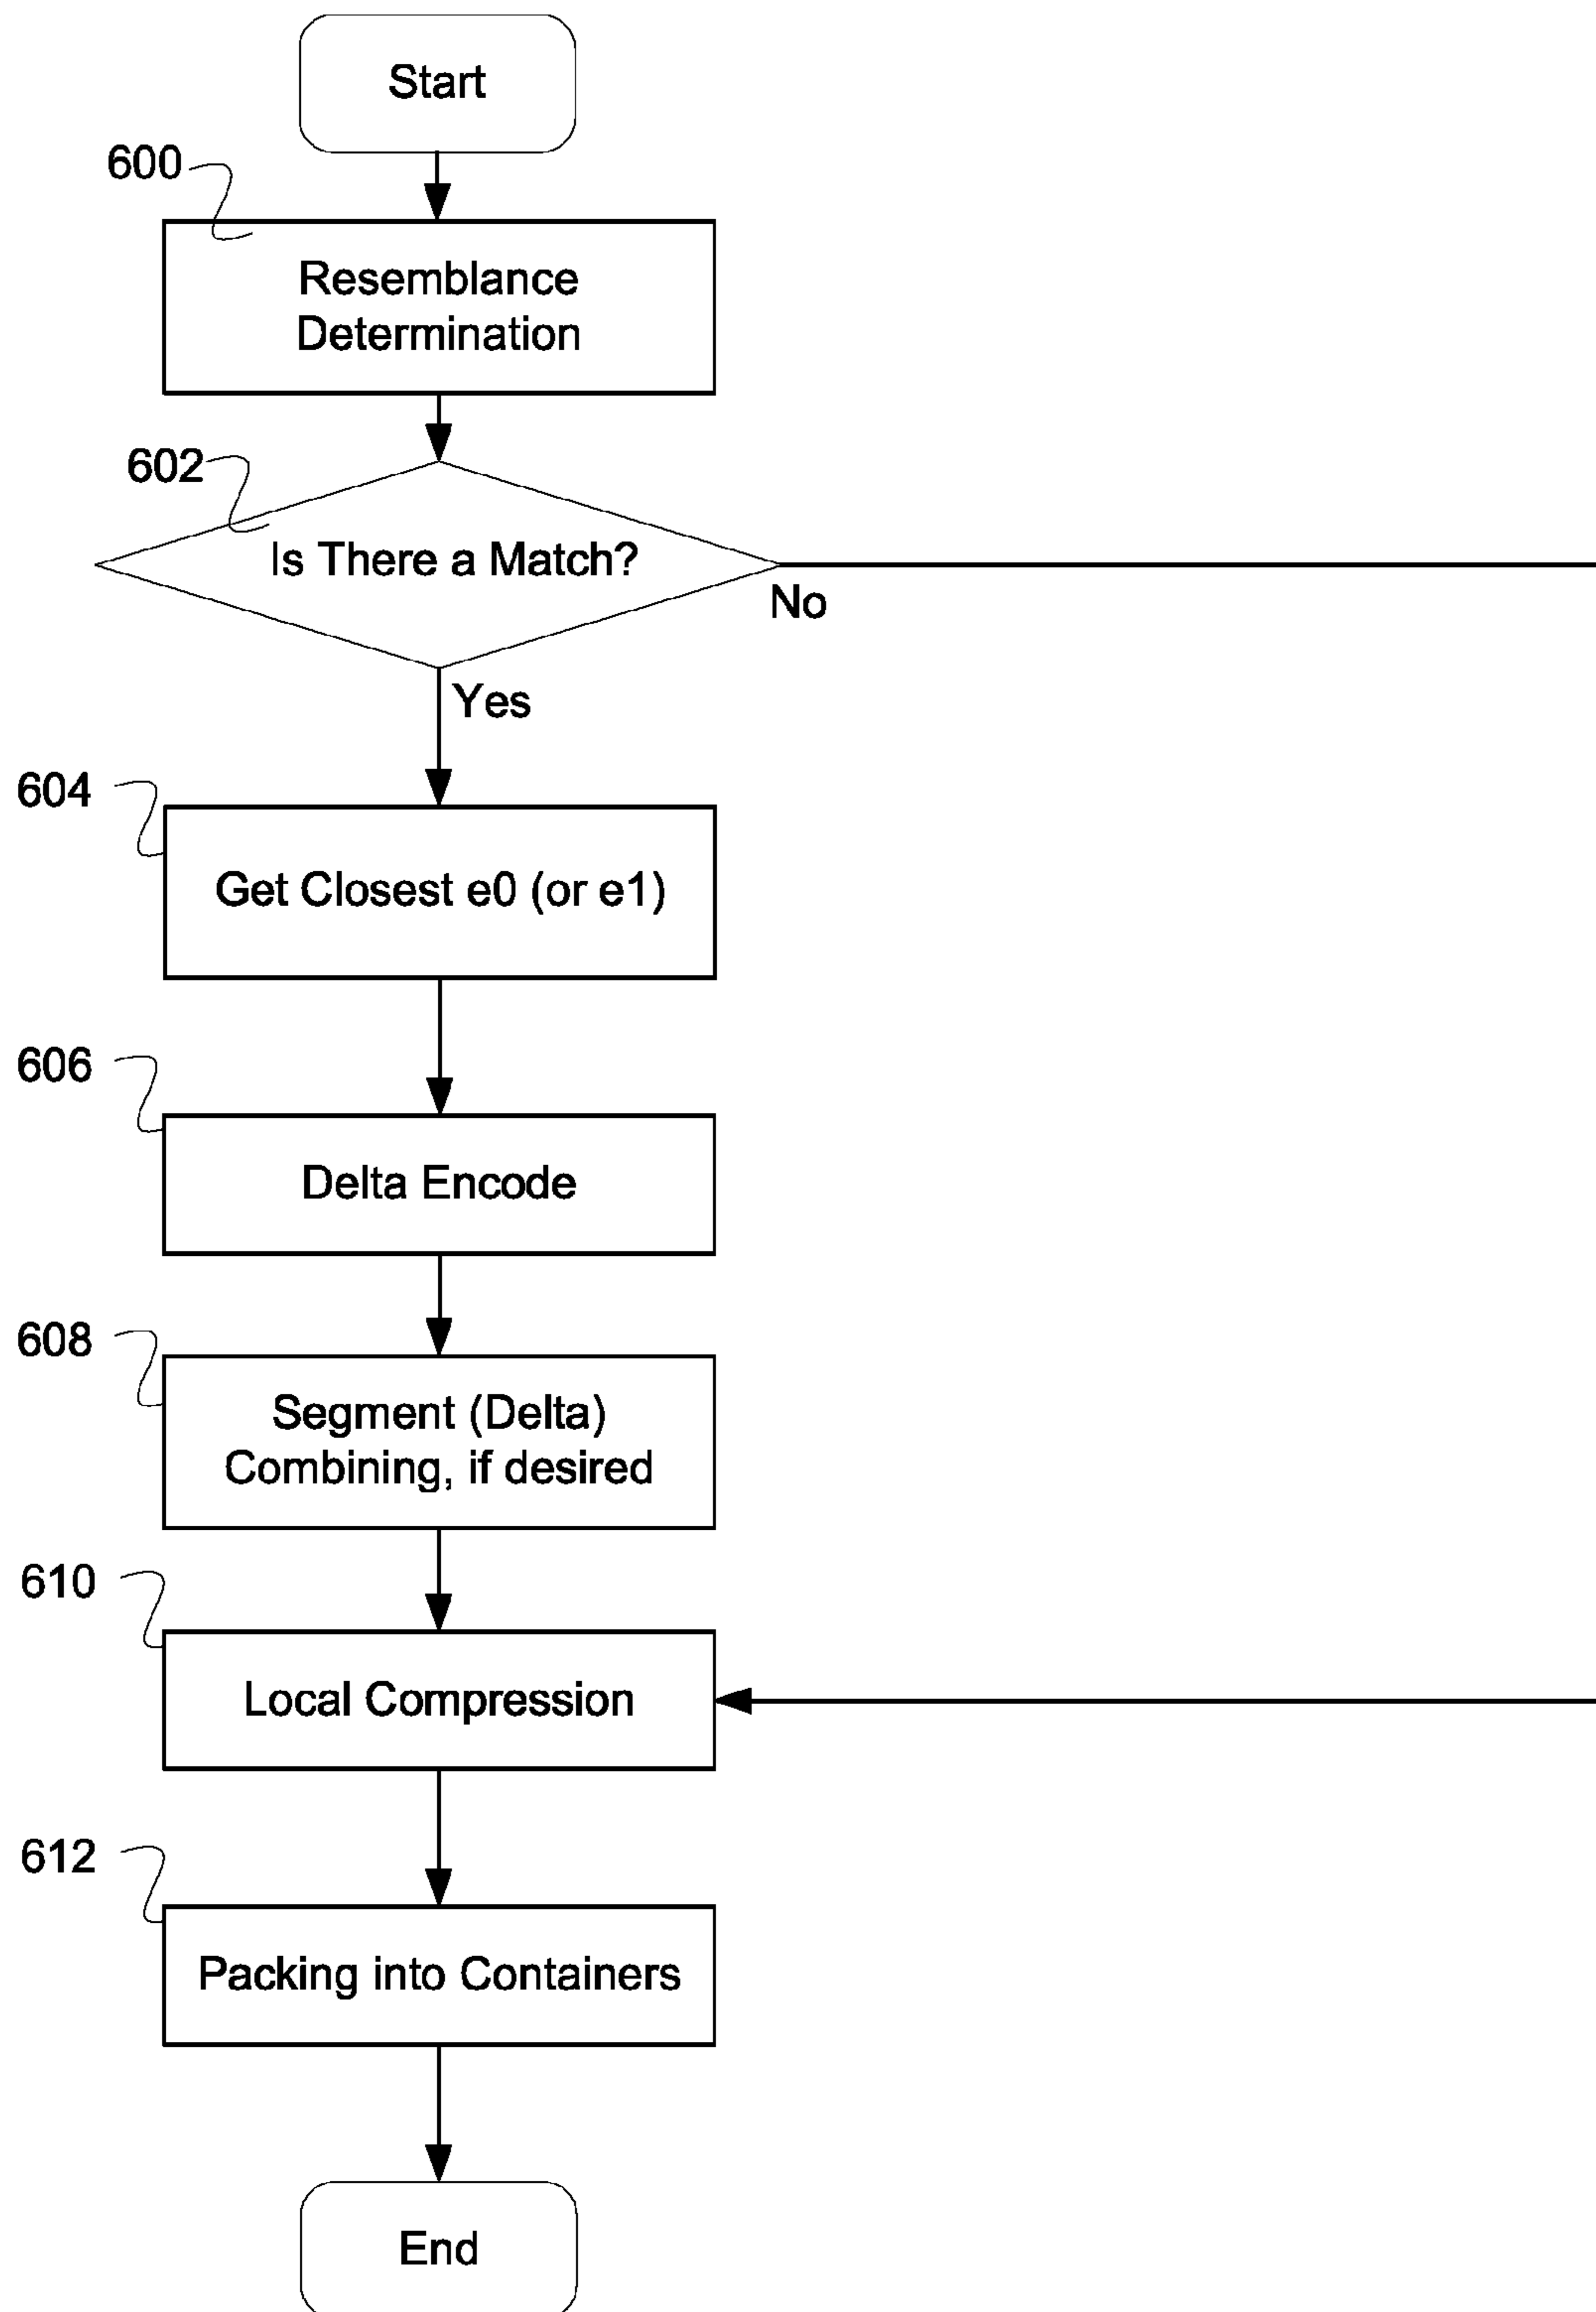 Start
600
Resemblance
Determination
602
Is There a Match?
No
Yes
604
Get Closest e0 (or e1)
606
Delta Encode
608
Segment (Delta)
Combining, if desired
610
Local Compression
612
Packing into Containers
End